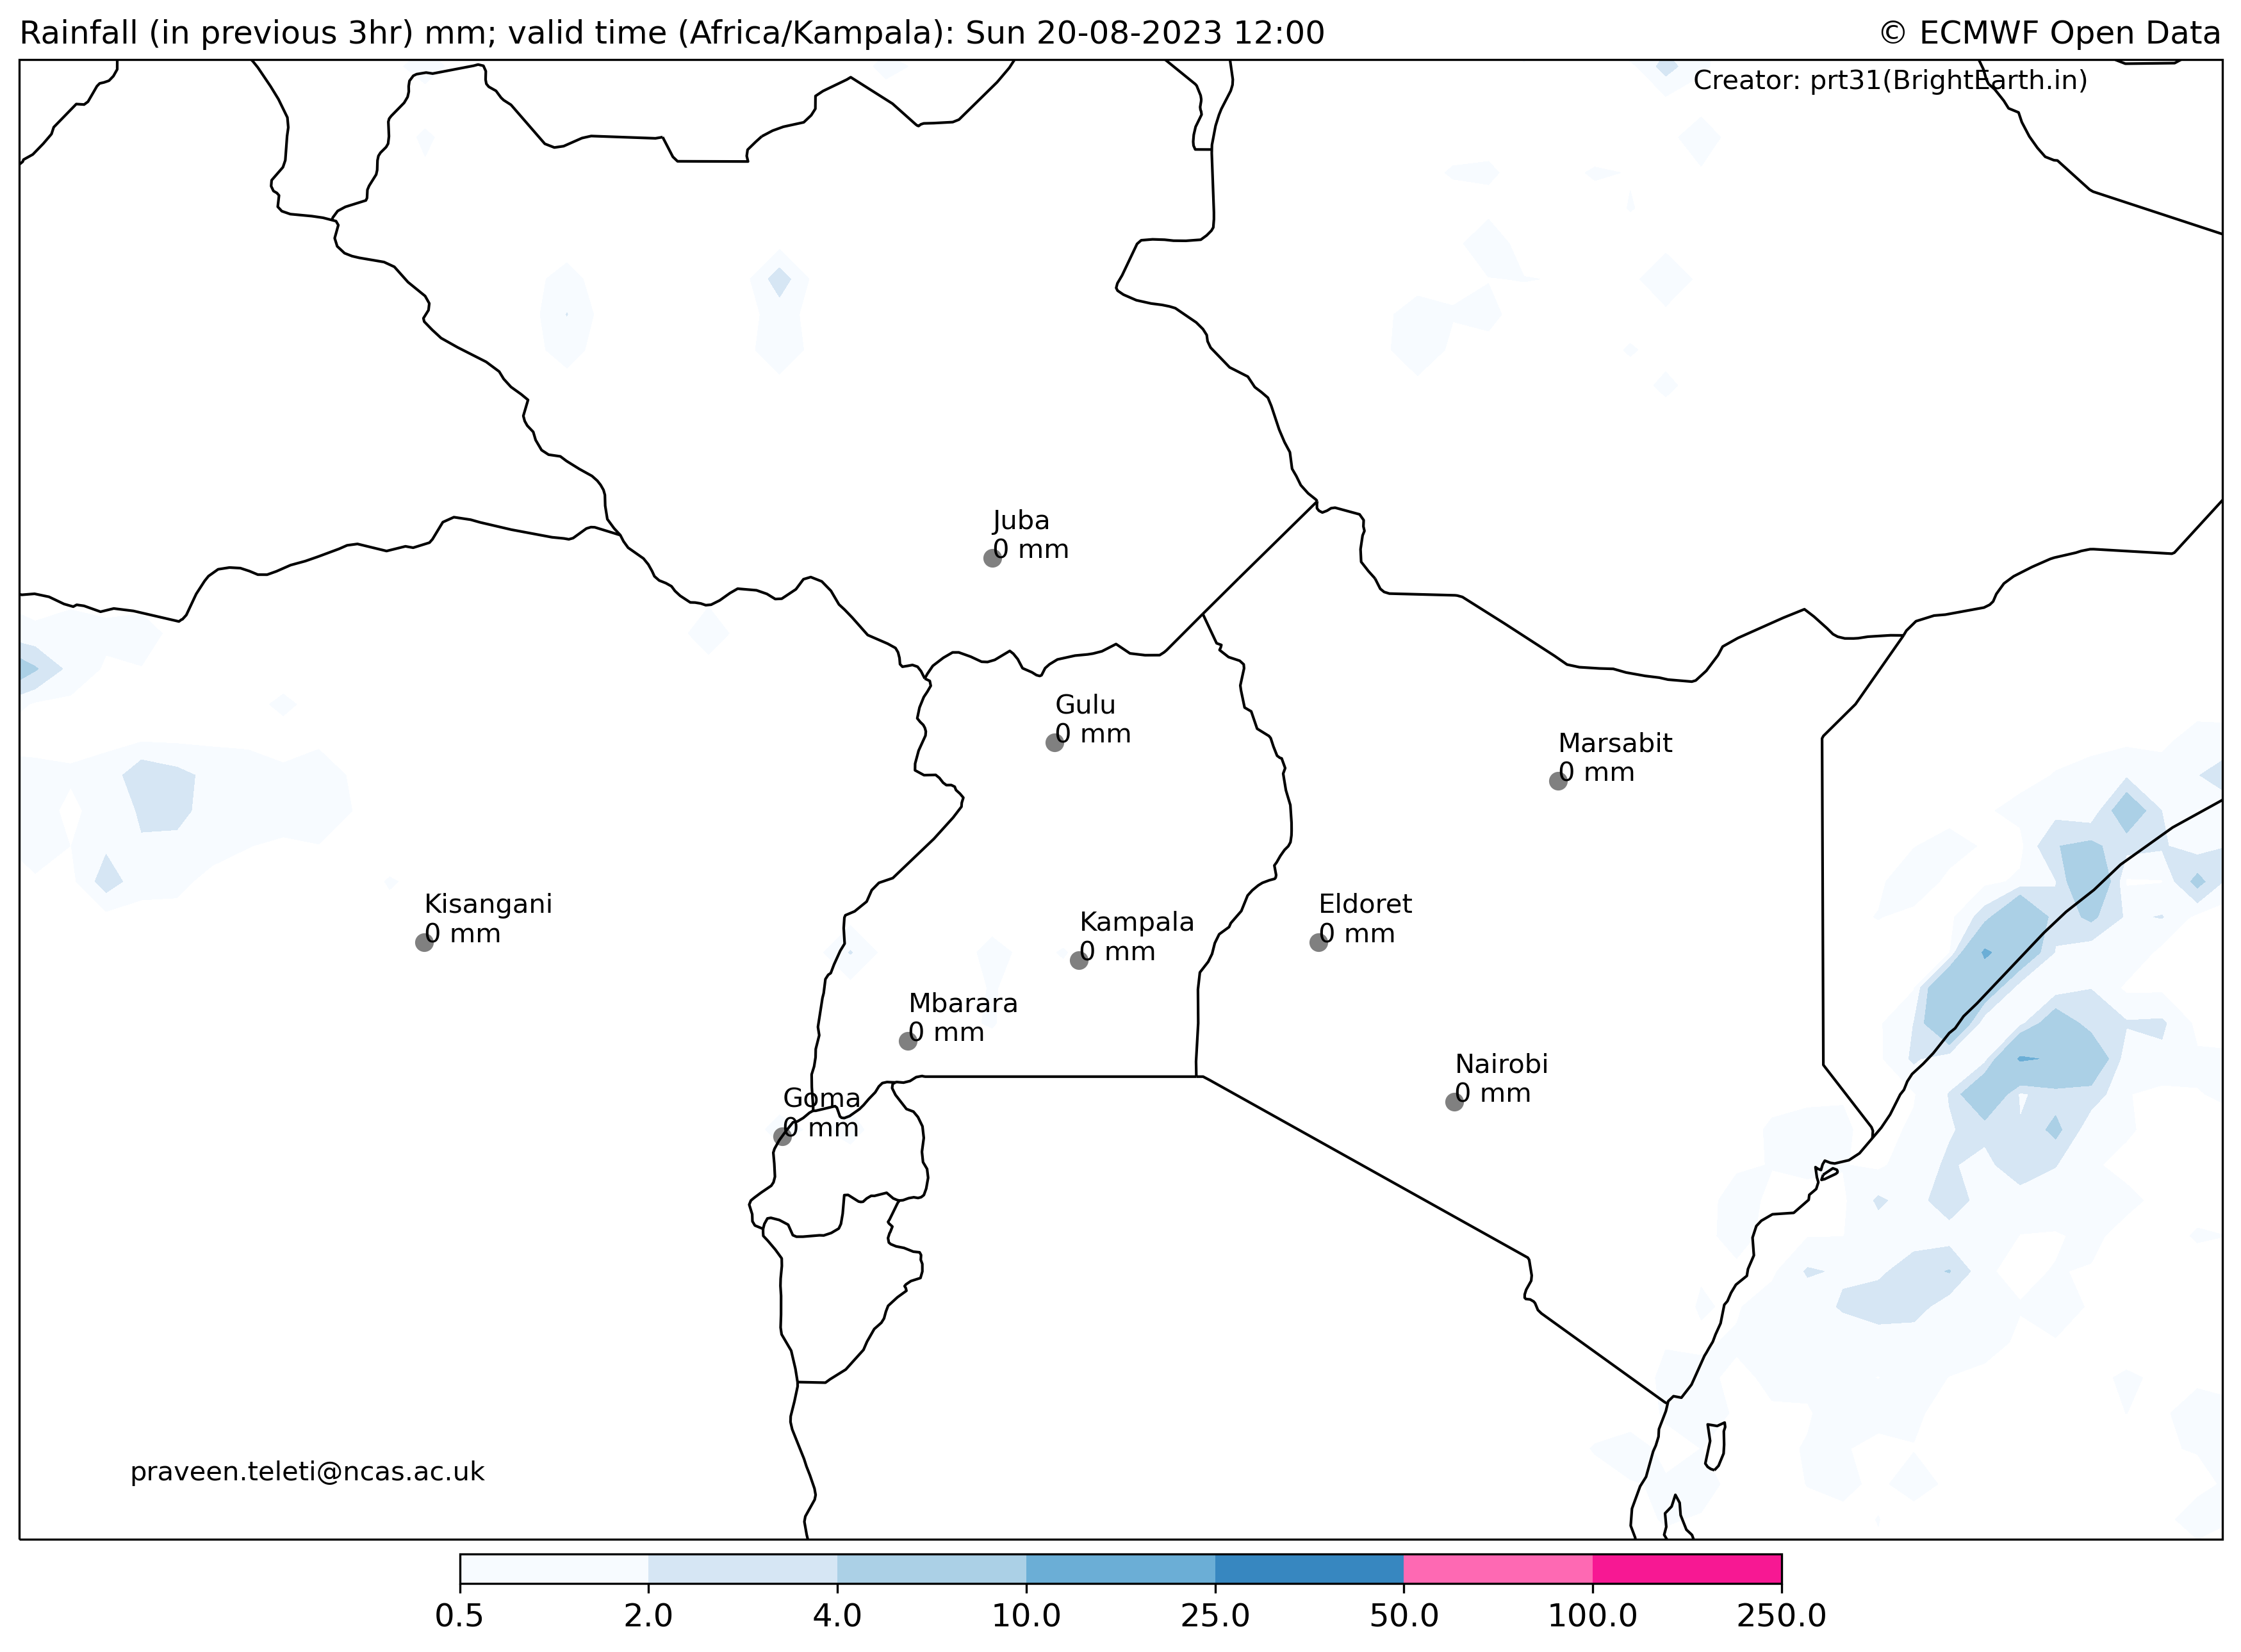 Rainfall (in previous 3hr) mm; valid time (Africa/Kampala): Sun 20-08-2023 12:00
© ECMWF Open Data
Creator: prt31(BrightEarth.in)
Juba
0 mm
Gulu
0 mm
Marsabit
0 mm
Kisangani
0 mm
Kampala
0 mm
Eldoret
0 mm
Mbarara
0 mm
Nairobi
0 mm
Goma
0 mm
praveen.teleti@ncas.ac.uk
0.5 2.0 4.0 10.0 25.0 50.0 100.0 250.0